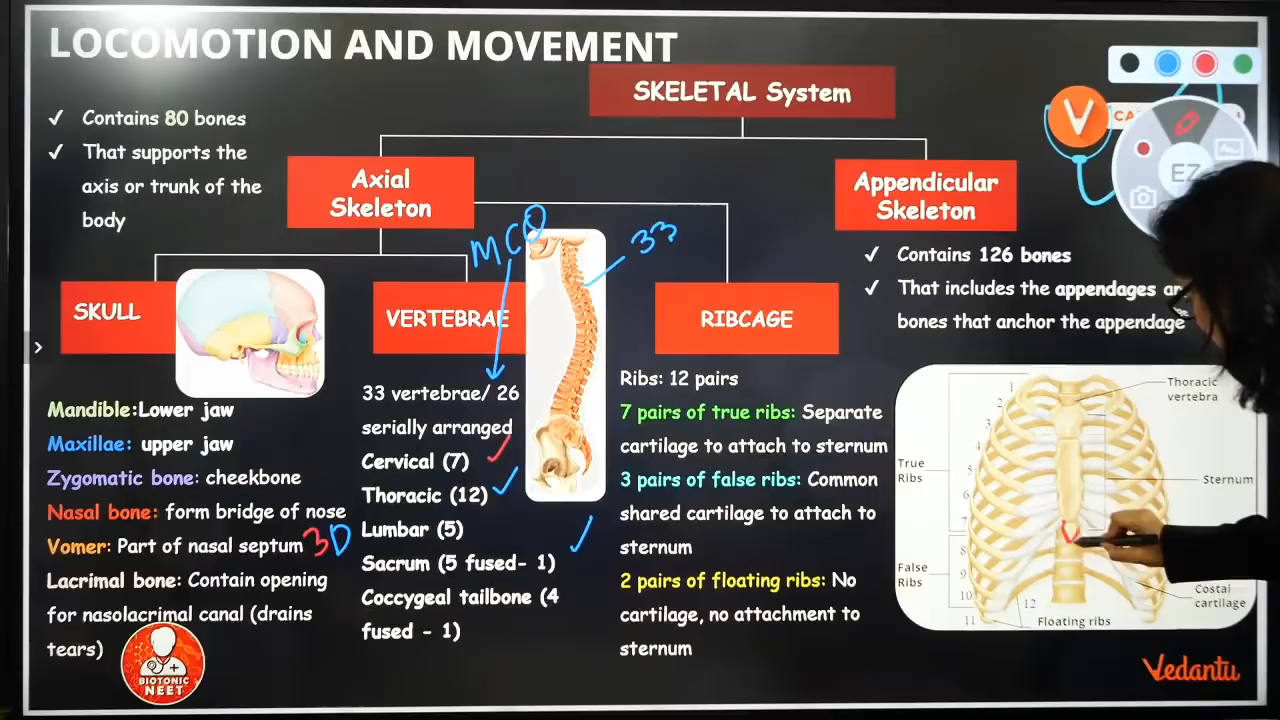 LOCOMOTION AND MOVEMENT
SKELETAL System
✓ Contains 80 bones
✓ That supports the
axis or trunk of the
body
Axial
Skeleton
Appendicular
Skeleton
✓ Contains 126 bones
✓ That includes the appendages
bones that anchor the appendage
V
EZ
MCQ
33
SKULL
VERTEBRAE
RIBCAGE
Mandible:Lower jaw
Maxillae: upper jaw
Zygomatic bone: cheekbone
Nasal bone: form bridge of nose
Vomer: Part of nasal septum
3D
Lacrimal bone: Contain opening
for nasolacrimal canal (drains
tears)
BIOTONIC
NEET
33 vertebrae/ 26
serially arranged
Cervical (7)
Thoracic (12)
Lumbar (5)
Sacrum (5 fused- 1)
Coccygeal tailbone (4
fused - 1)
Ribs: 12 pairs
7 pairs of true ribs: Separate
cartilage to attach to sternum
3 pairs of false ribs: Common
shared cartilage to attach to
sternum
2 pairs of floating ribs: No
cartilage, no attachment to
sternum
Thoracic
vertebra
True
Ribs
Sternum
False
Ribs
Costal
cartilage
Floating ribs
1
2
3
4
5
6
7
8
9
10
11
12
Vedantu